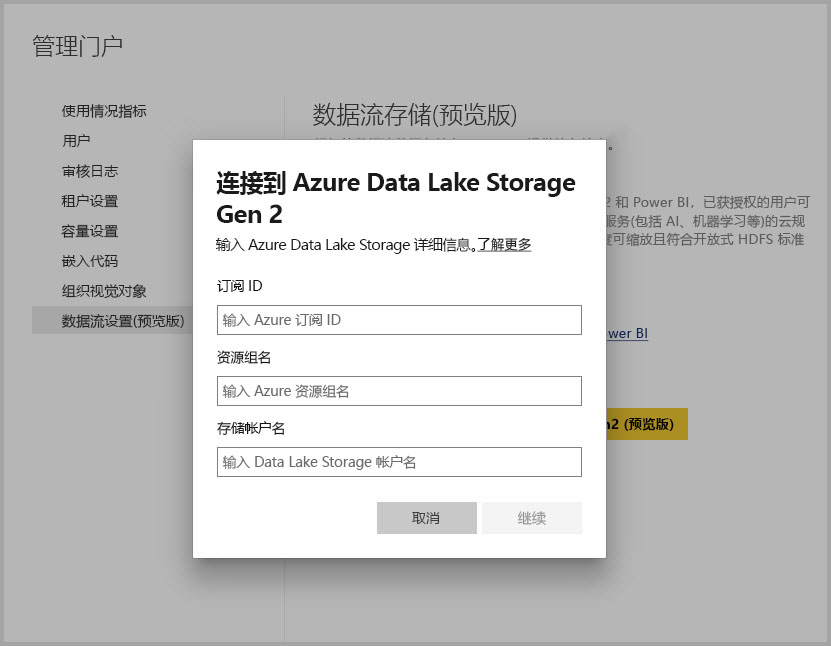 管理门户
使用情况指标
用户
审核日志
租户设置
容量设置
嵌入代码
组织视觉对象
数据流设置(预览版)
数据流存储(预览版)
2 和 Power BI，已获授权的用户可
服务(包括 AI、机器学习等)的云规
可缩放且符合开放式 HDFS 标准
wer BI
n2 (预览版)
连接到 Azure Data Lake Storage
Gen 2
输入 Azure Data Lake Storage 详细信息。了解更多
订阅 ID
输入 Azure 订阅 ID
资源组名
输入 Azure 资源组名
存储帐户名
输入 Data Lake Storage 帐户名
取消
继续